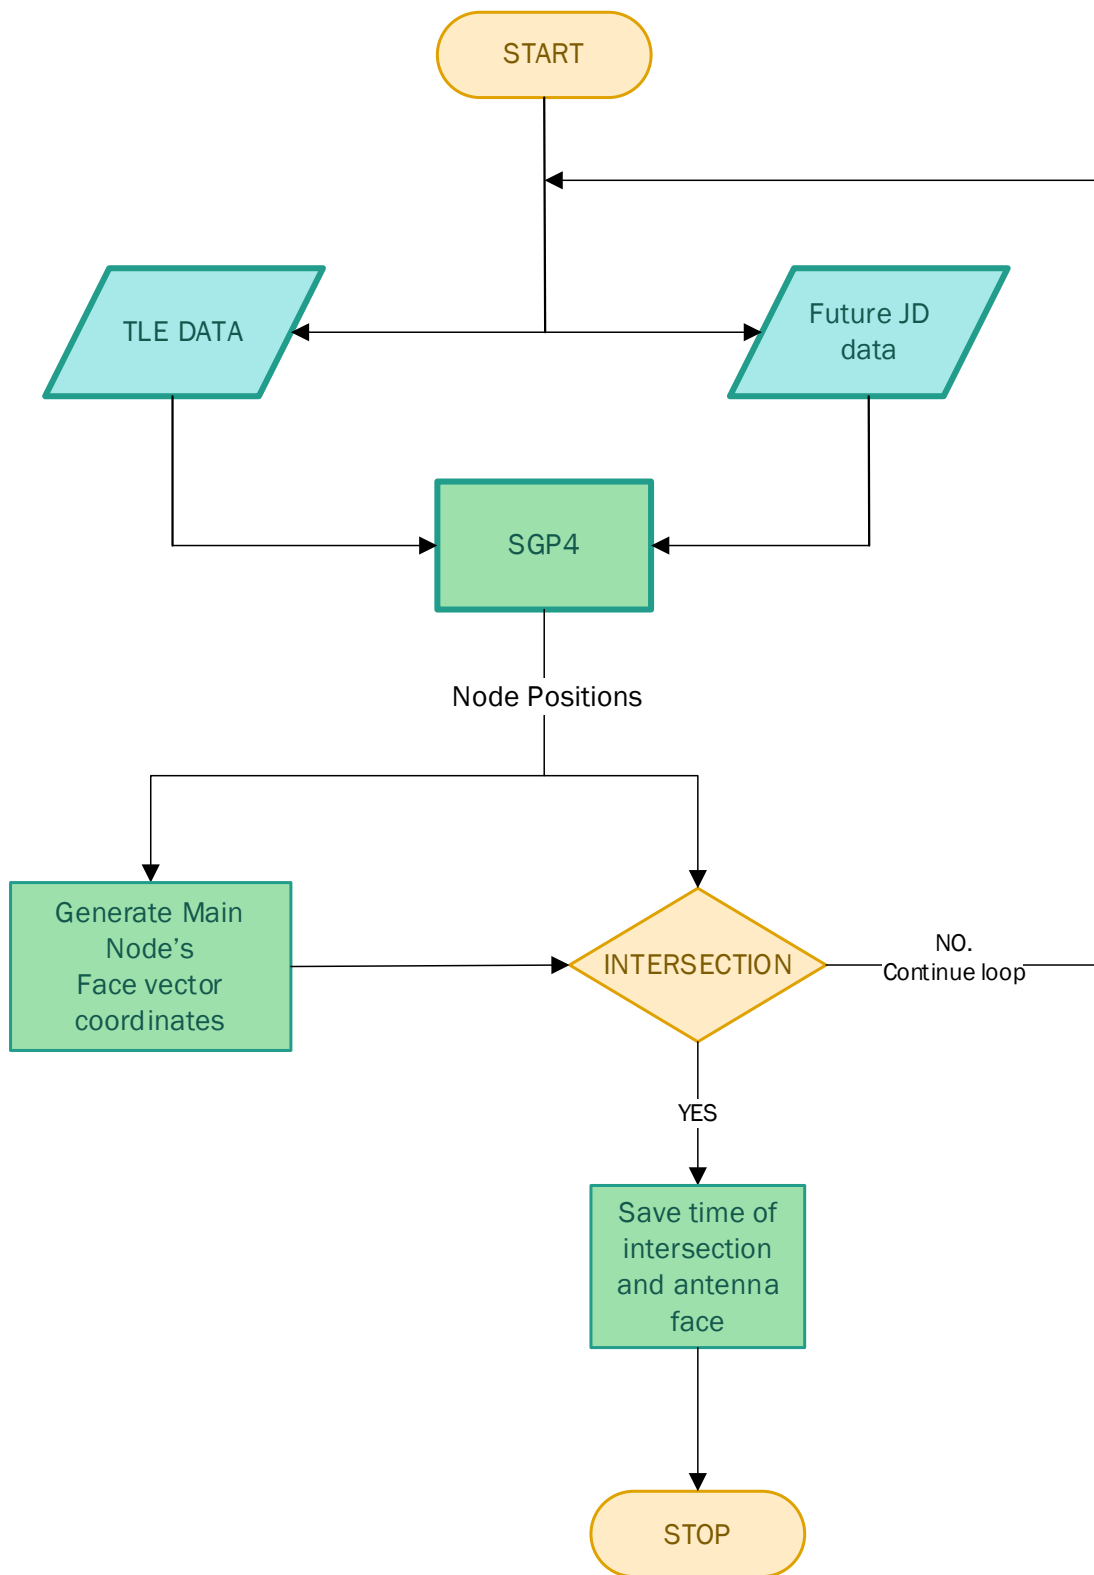 START
TLE DATA
Future JD
data
SGP4
Node Positions
Generate Main
Node’s
Face vector
coordinates
INTERSECTION
NO.
Continue loop
YES
Save time of
intersection
and antenna
face
STOP